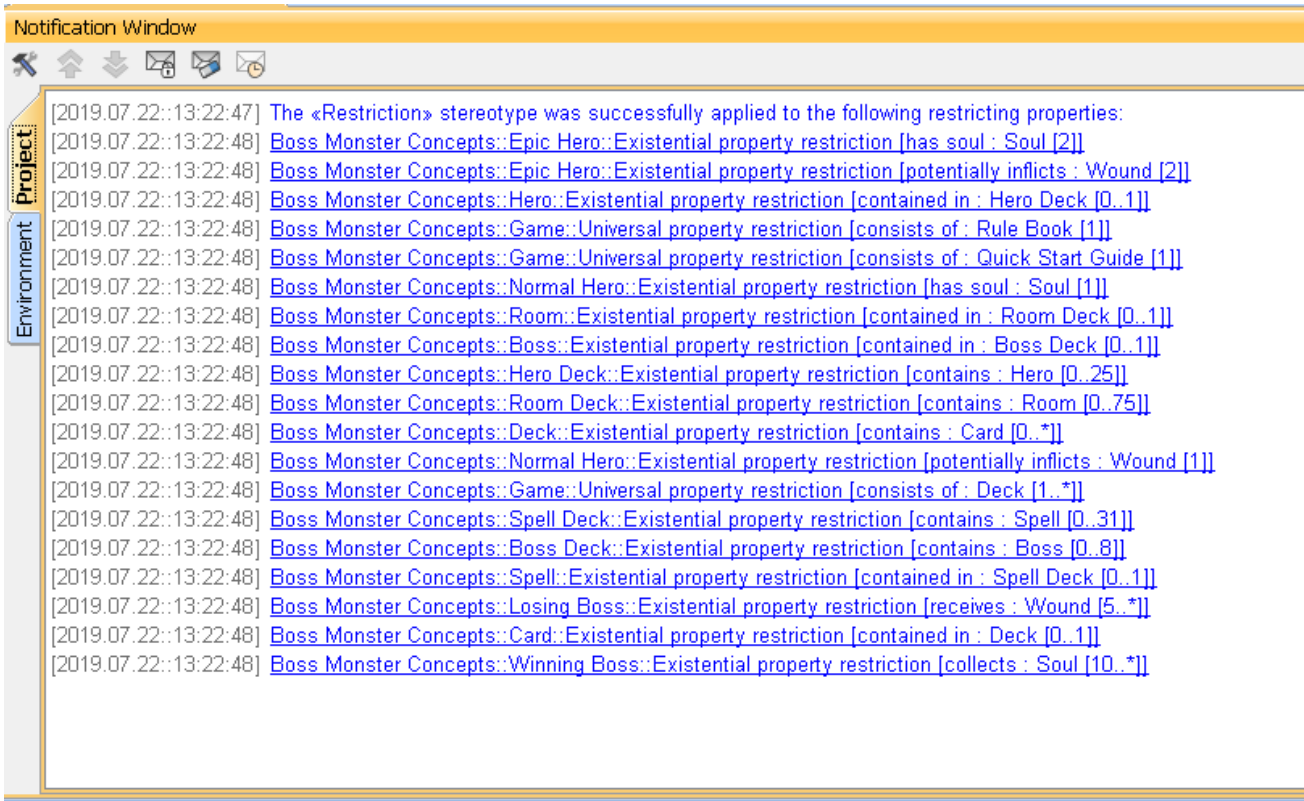 Notification Window
Project
Environment
[2019.07.22::13:22:47] The «Restriction» stereotype was successfully applied to the following restricting properties:
[2019.07.22::13:22:48] Boss Monster Concepts::Epic Hero::Existential property restriction [has soul : Soul [2]]
[2019.07.22::13:22:48] Boss Monster Concepts::Epic Hero::Existential property restriction [potentially inflicts : Wound [2]]
[2019.07.22::13:22:48] Boss Monster Concepts::Hero::Existential property restriction [contained in : Hero Deck [0..1]]
[2019.07.22::13:22:48] Boss Monster Concepts::Game::Universal property restriction [consists of : Rule Book [1]]
[2019.07.22::13:22:48] Boss Monster Concepts::Game::Universal property restriction [consists of : Quick Start Guide [1]]
[2019.07.22::13:22:48] Boss Monster Concepts::Normal Hero::Existential property restriction [has soul : Soul [1]]
[2019.07.22::13:22:48] Boss Monster Concepts::Room::Existential property restriction [contained in : Room Deck [0..1]]
[2019.07.22::13:22:48] Boss Monster Concepts::Boss::Existential property restriction [contained in : Boss Deck [0..1]]
[2019.07.22::13:22:48] Boss Monster Concepts::Hero Deck::Existential property restriction [contains : Hero [0..25]]
[2019.07.22::13:22:48] Boss Monster Concepts::Room Deck::Existential property restriction [contains : Room [0..75]]
[2019.07.22::13:22:48] Boss Monster Concepts::Deck::Existential property restriction [contains : Card [0..*]]
[2019.07.22::13:22:48] Boss Monster Concepts::Normal Hero::Existential property restriction [potentially inflicts : Wound [1]]
[2019.07.22::13:22:48] Boss Monster Concepts::Game::Universal property restriction [consists of : Deck [1..*]]
[2019.07.22::13:22:48] Boss Monster Concepts::Spell Deck::Existential property restriction [contains : Spell [0..31]]
[2019.07.22::13:22:48] Boss Monster Concepts::Boss Deck::Existential property restriction [contains : Boss [0..8]]
[2019.07.22::13:22:48] Boss Monster Concepts::Spell::Existential property restriction [contained in : Spell Deck [0..1]]
[2019.07.22::13:22:48] Boss Monster Concepts::Losing Boss::Existential property restriction [receives : Wound [5..*]]
[2019.07.22::13:22:48] Boss Monster Concepts::Card::Existential property restriction [contained in : Deck [0..1]]
[2019.07.22::13:22:48] Boss Monster Concepts::Winning Boss::Existential property restriction [collects : Soul [10..*]]